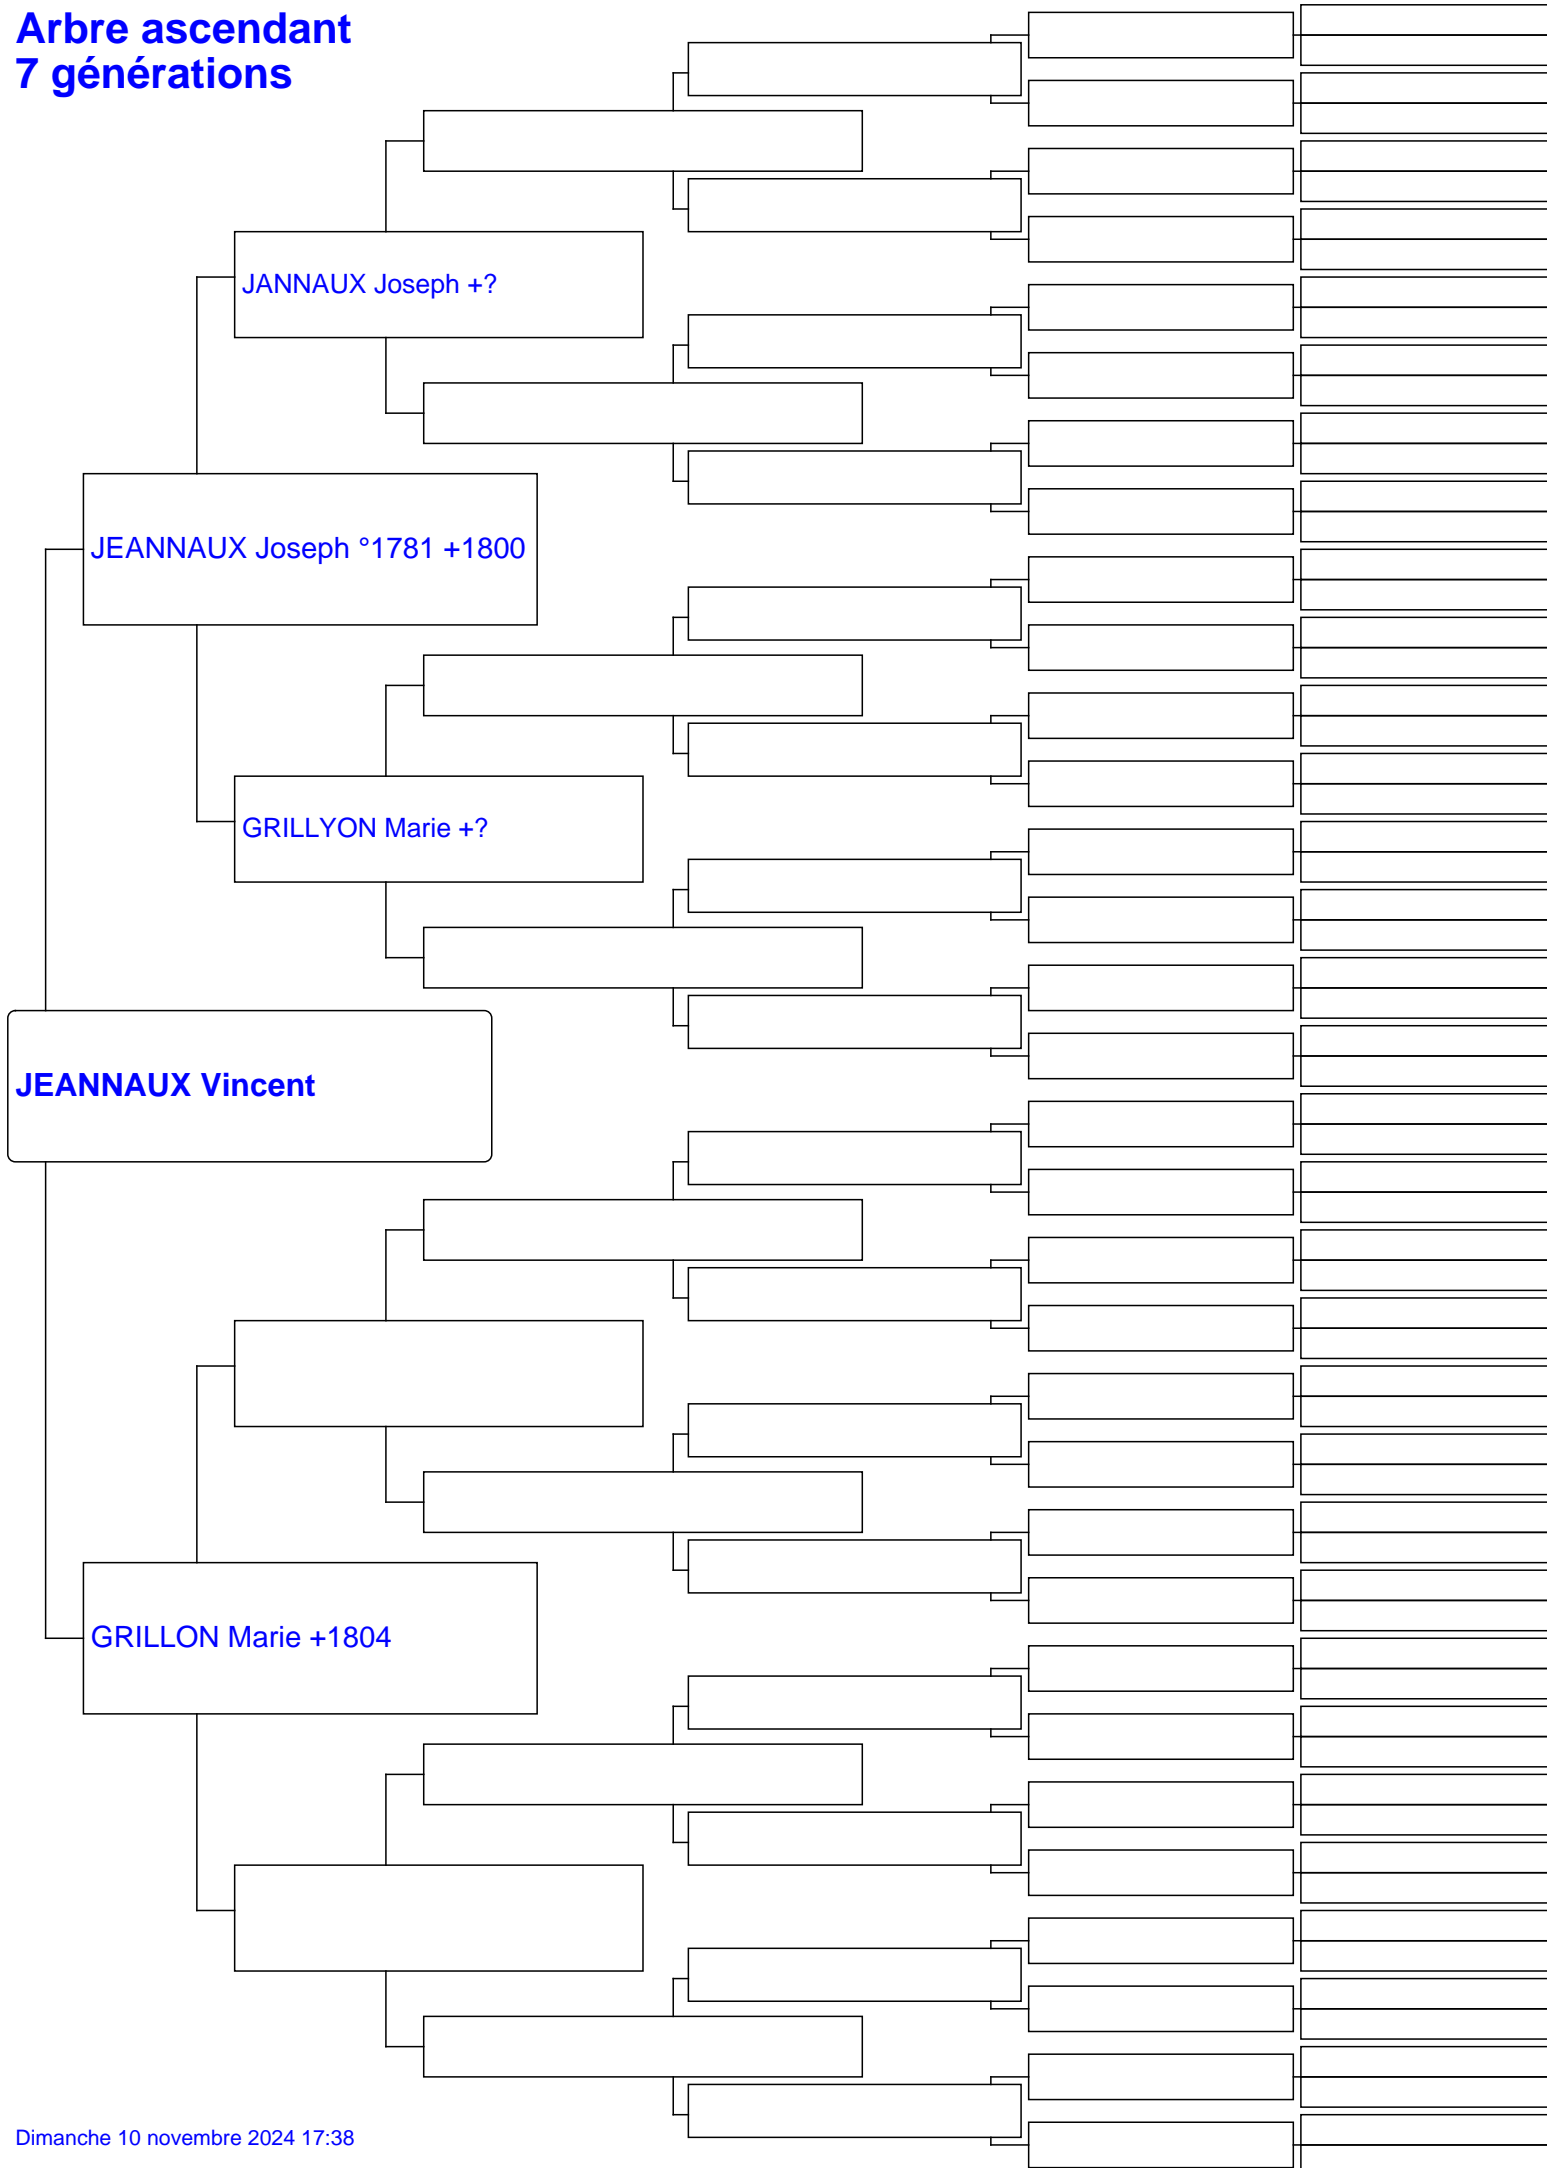 Arbre ascendant
7 générations
JANNAUX Joseph +?
JEANNAUX Joseph °1781 +1800
GRILLYON Marie +?
JEANNAUX Vincent
GRILLON Marie +1804
Dimanche 10 novembre 2024 17:38